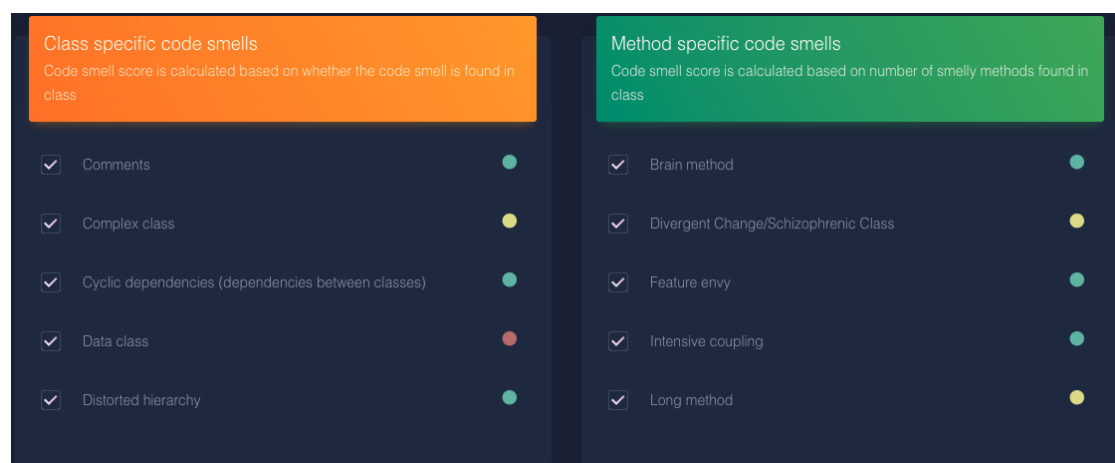 Class specific code smells
Code smell score is calculated based on whether the code smell is found in
class
Comments
Complex class
Cyclic dependencies (dependencies between classes)
Data class
Distorted hierarchy
Method specific code smells
Code smell score is calculated based on number of smelly methods found in
class
Brain method
Divergent Change/Schizophrenic Class
Feature envy
Intensive coupling
Long method